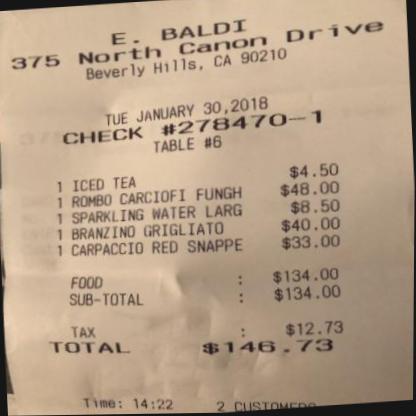 E. BALDI
375 North Canon Drive
Beverly Hills, CA 90210
TUE JANUARY 30,2018
CHECK #278470-1
TABLE #6
1 ICED TEA $4.50
1 ROMBO CARCIOFI FUNGH $48.00
1 SPARKLING WATER LARG $8.50
1 BRANZINO GRIGLIATO $40.00
1 CARPACCIO RED SNAPPE $33.00
FOOD : $134.00
SUB-TOTAL : $134.00
TAX : $12.73
TOTAL $146.73
Time: 14:22 2 CUSTOMERS